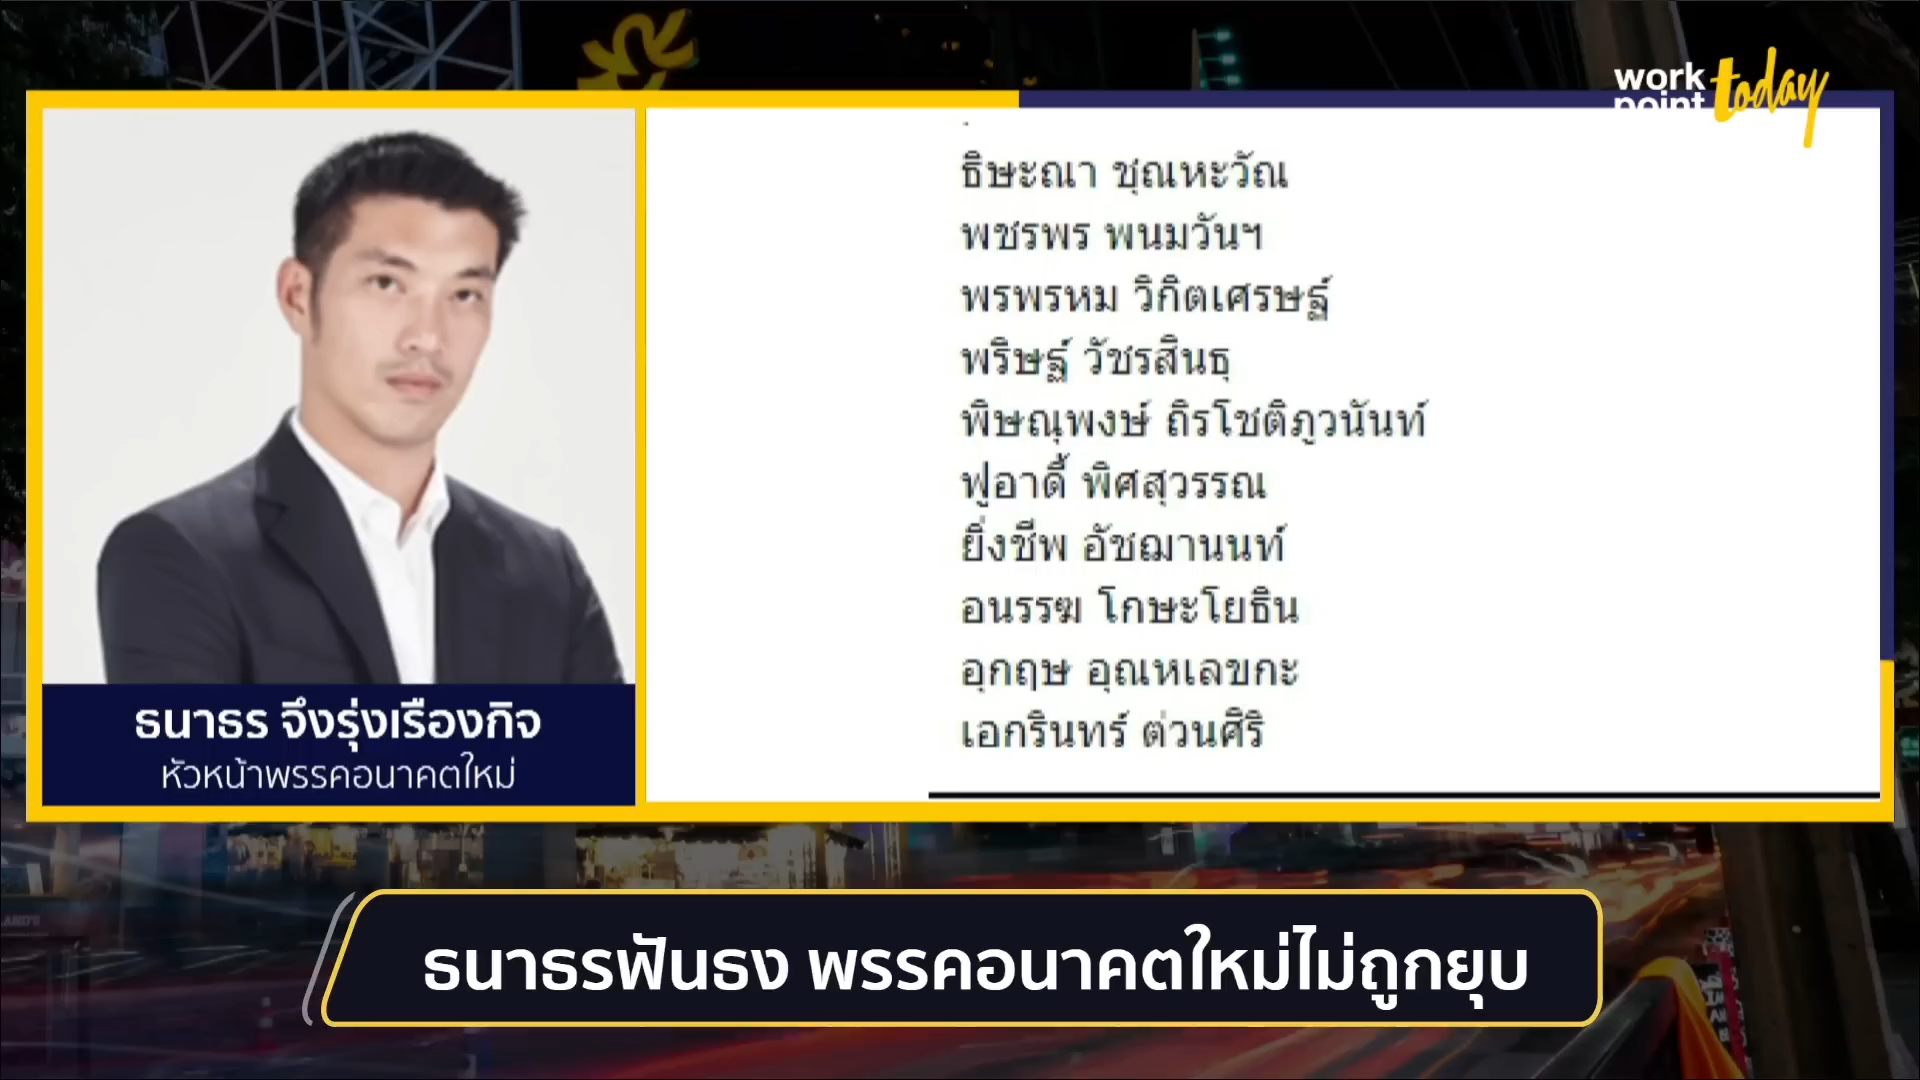 work
point today
ธิษะณา ชุณหะวัณ
พชรพร พนมวันฯ
พรพรหม วิกิตเศรษฐ์
พริษฐ์ วัชรสินธุ
พิษณุพงษ์ ถิรโชติภูวนันท์
ฟูอาดี้ พิศสุวรรณ
ยิ่งชีพ อัชฌานนท์
อนรรฆ โกษะโยธิน
อุกฤษ อุณหเลขกะ
เอกรินทร์ ต่วนศิริ
ธนาธร จึงรุ่งเรืองกิจ
หัวหน้าพรรคอนาคตใหม่
ธนาธรฟันธง พรรคอนาคตใหม่ไม่ถูกยุบ